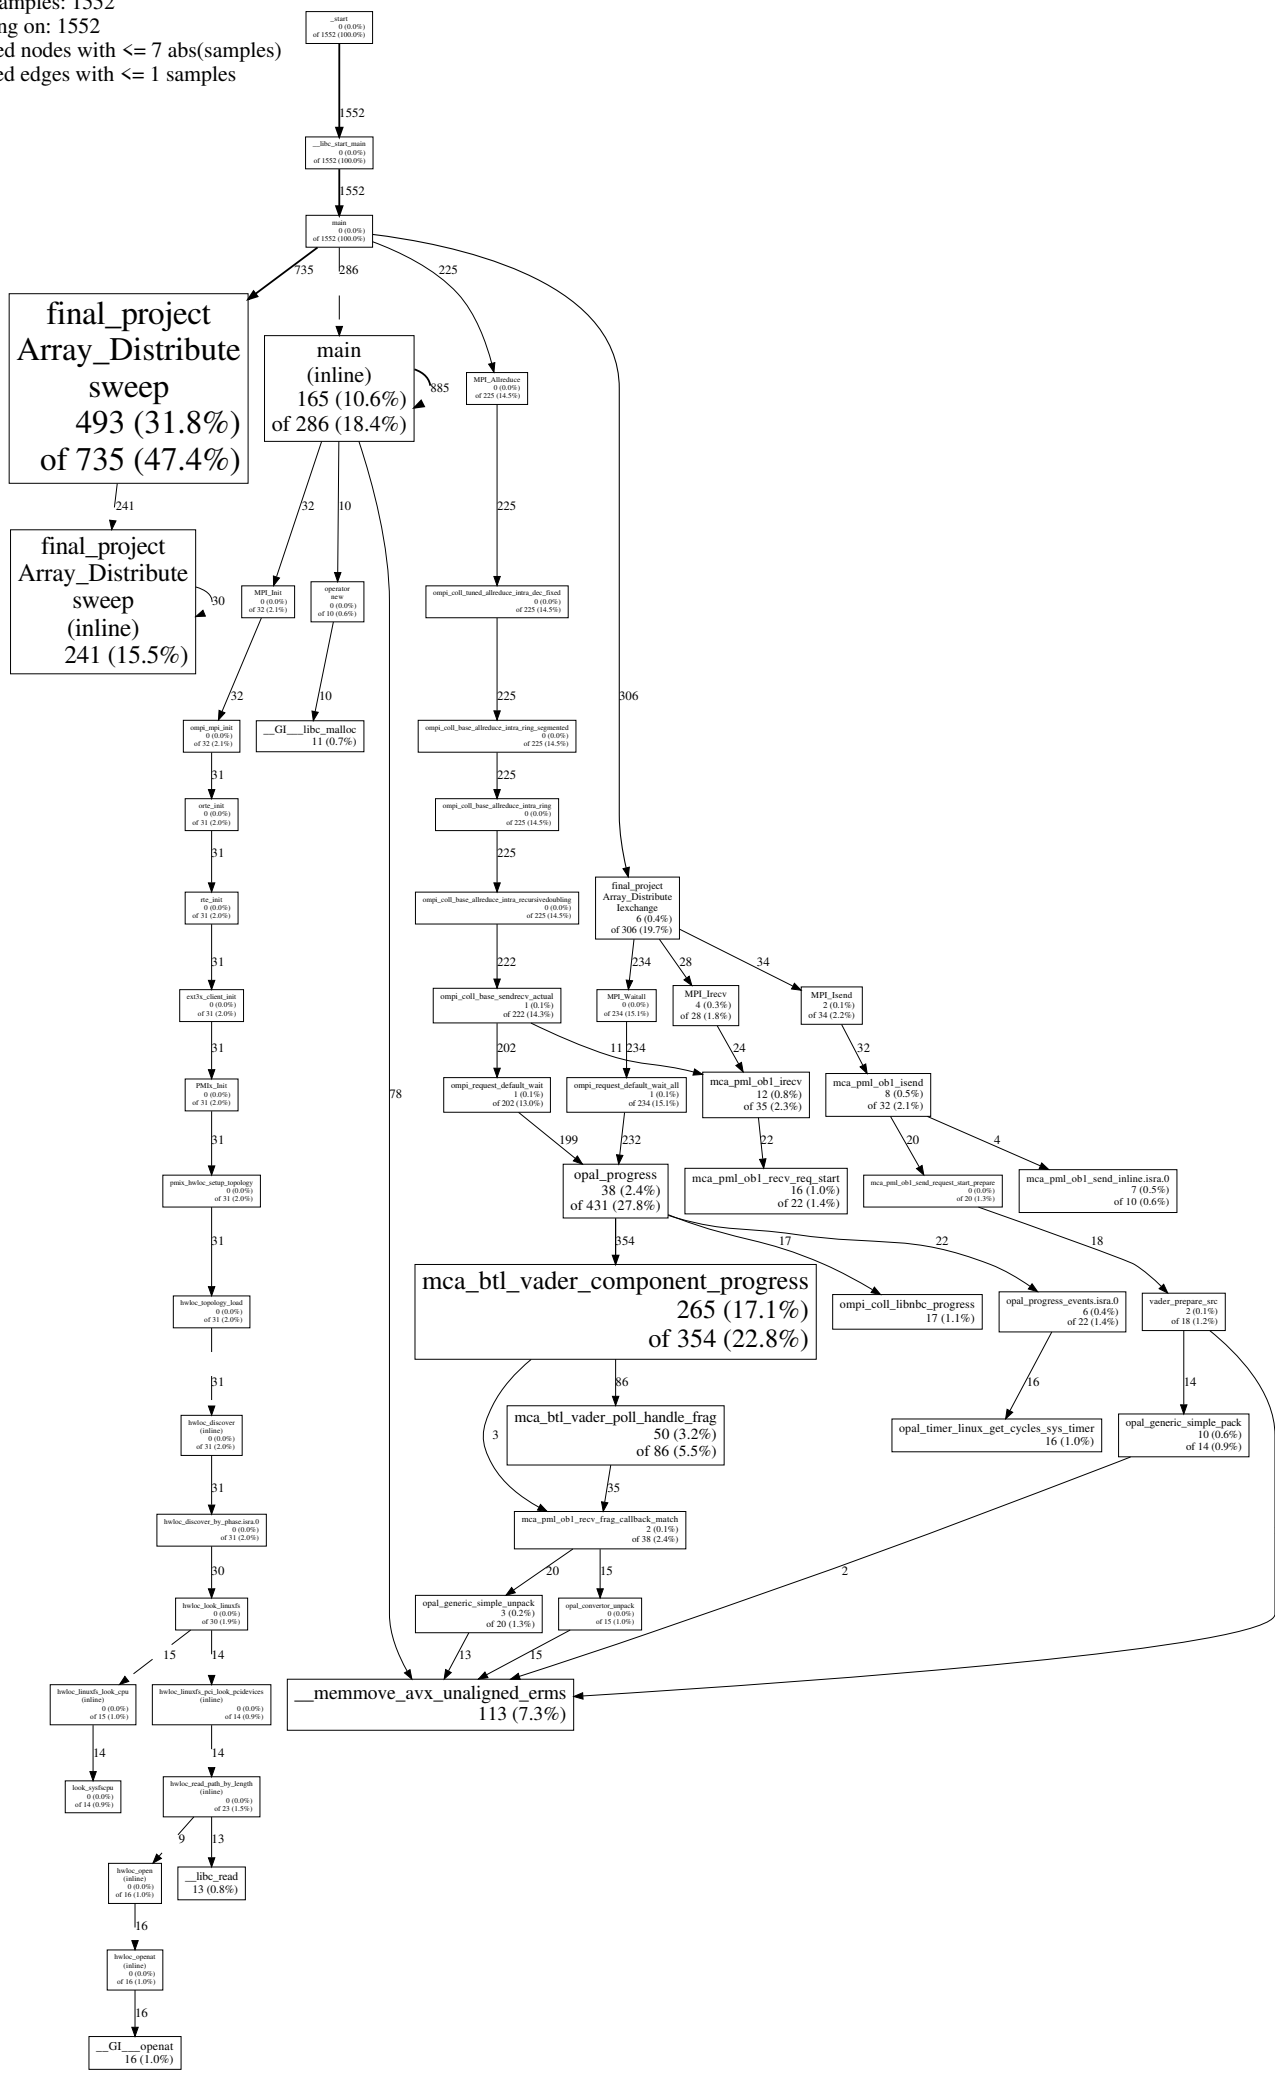 amples: 1552
ng on: 1552
ed nodes with <= 7 abs(samples)
ed edges with <= 1 samples
_start
0 (0.0%)
of 1552 (100.0%)
1552
__libc_start_main
0 (0.0%)
of 1552 (100.0%)
1552
main
0 (0.0%)
of 1552 (100.0%)
735
286
225
306
final_project
Array_Distribute
sweep
493 (31.8%)
of 735 (47.4%)
main
(inline)
165 (10.6%)
of 286 (18.4%)
885
MPI_Allreduce
0 (0.0%)
of 225 (14.5%)
241
32
10
78
225
final_project
Array_Distribute
sweep
(inline)
241 (15.5%)
30
MPI_Init
0 (0.0%)
of 32 (2.1%)
operator
new
0 (0.0%)
of 10 (0.6%)
ompi_coll_tuned_allreduce_intra_dec_fixed
0 (0.0%)
of 225 (14.5%)
32
10
225
ompi_mpi_init
0 (0.0%)
of 32 (2.1%)
__GI___libc_malloc
11 (0.7%)
ompi_coll_base_allreduce_intra_ring_segmented
0 (0.0%)
of 225 (14.5%)
31
225
orte_init
0 (0.0%)
of 31 (2.0%)
ompi_coll_base_allreduce_intra_ring
0 (0.0%)
of 225 (14.5%)
31
225
rte_init
0 (0.0%)
of 31 (2.0%)
ompi_coll_base_allreduce_intra_recursivedoubling
0 (0.0%)
of 225 (14.5%)
final_project
Array_Distribute
Iexchange
6 (0.4%)
of 306 (19.7%)
31
222
234
28
34
ext3x_client_init
0 (0.0%)
of 31 (2.0%)
ompi_coll_base_sendrecv_actual
1 (0.1%)
of 222 (14.3%)
MPI_Waitall
0 (0.0%)
of 234 (15.1%)
MPI_Irecv
4 (0.3%)
of 28 (1.8%)
MPI_Isend
2 (0.1%)
of 34 (2.2%)
31
202
11
234
24
32
PMIx_Init
0 (0.0%)
of 31 (2.0%)
ompi_request_default_wait
1 (0.1%)
of 202 (13.0%)
ompi_request_default_wait_all
1 (0.1%)
of 234 (15.1%)
mca_pml_ob1_irecv
12 (0.8%)
of 35 (2.3%)
mca_pml_ob1_isend
8 (0.5%)
of 32 (2.1%)
31
199
232
22
20
4
pmix_hwloc_setup_topology
0 (0.0%)
of 31 (2.0%)
opal_progress
38 (2.4%)
of 431 (27.8%)
mca_pml_ob1_recv_req_start
16 (1.0%)
of 22 (1.4%)
mca_pml_ob1_send_request_start_prepare
0 (0.0%)
of 20 (1.3%)
mca_pml_ob1_send_inline.isra.0
7 (0.5%)
of 10 (0.6%)
31
354
17
22
18
hwloc_topology_load
0 (0.0%)
of 31 (2.0%)
mca_btl_vader_component_progress
265 (17.1%)
of 354 (22.8%)
ompi_coll_libnbc_progress
17 (1.1%)
opal_progress_events.isra.0
6 (0.4%)
of 22 (1.4%)
vader_prepare_src
2 (0.1%)
of 18 (1.2%)
31
3
86
16
14
hwloc_discover
(inline)
0 (0.0%)
of 31 (2.0%)
mca_btl_vader_poll_handle_frag
50 (3.2%)
of 86 (5.5%)
opal_timer_linux_get_cycles_sys_timer
16 (1.0%)
opal_generic_simple_pack
10 (0.6%)
of 14 (0.9%)
31
35
hwloc_discover_by_phase.isra.0
0 (0.0%)
of 31 (2.0%)
mca_pml_ob1_recv_frag_callback_match
2 (0.1%)
of 38 (2.4%)
30
20
15
2
hwloc_look_linuxfs
0 (0.0%)
of 30 (1.9%)
opal_generic_simple_unpack
3 (0.2%)
of 20 (1.3%)
opal_convertor_unpack
0 (0.0%)
of 15 (1.0%)
15
14
13
15
hwloc_linuxfs_look_cpu
(inline)
0 (0.0%)
of 15 (1.0%)
hwloc_linuxfs_pci_look_pcidevices
(inline)
0 (0.0%)
of 14 (0.9%)
__memmove_avx_unaligned_erms
113 (7.3%)
14
14
look_sysfscpu
0 (0.0%)
of 14 (0.9%)
hwloc_read_path_by_length
(inline)
0 (0.0%)
of 23 (1.5%)
9
13
hwloc_open
(inline)
0 (0.0%)
of 16 (1.0%)
__libc_read
13 (0.8%)
16
hwloc_openat
(inline)
0 (0.0%)
of 16 (1.0%)
16
__GI___openat
16 (1.0%)